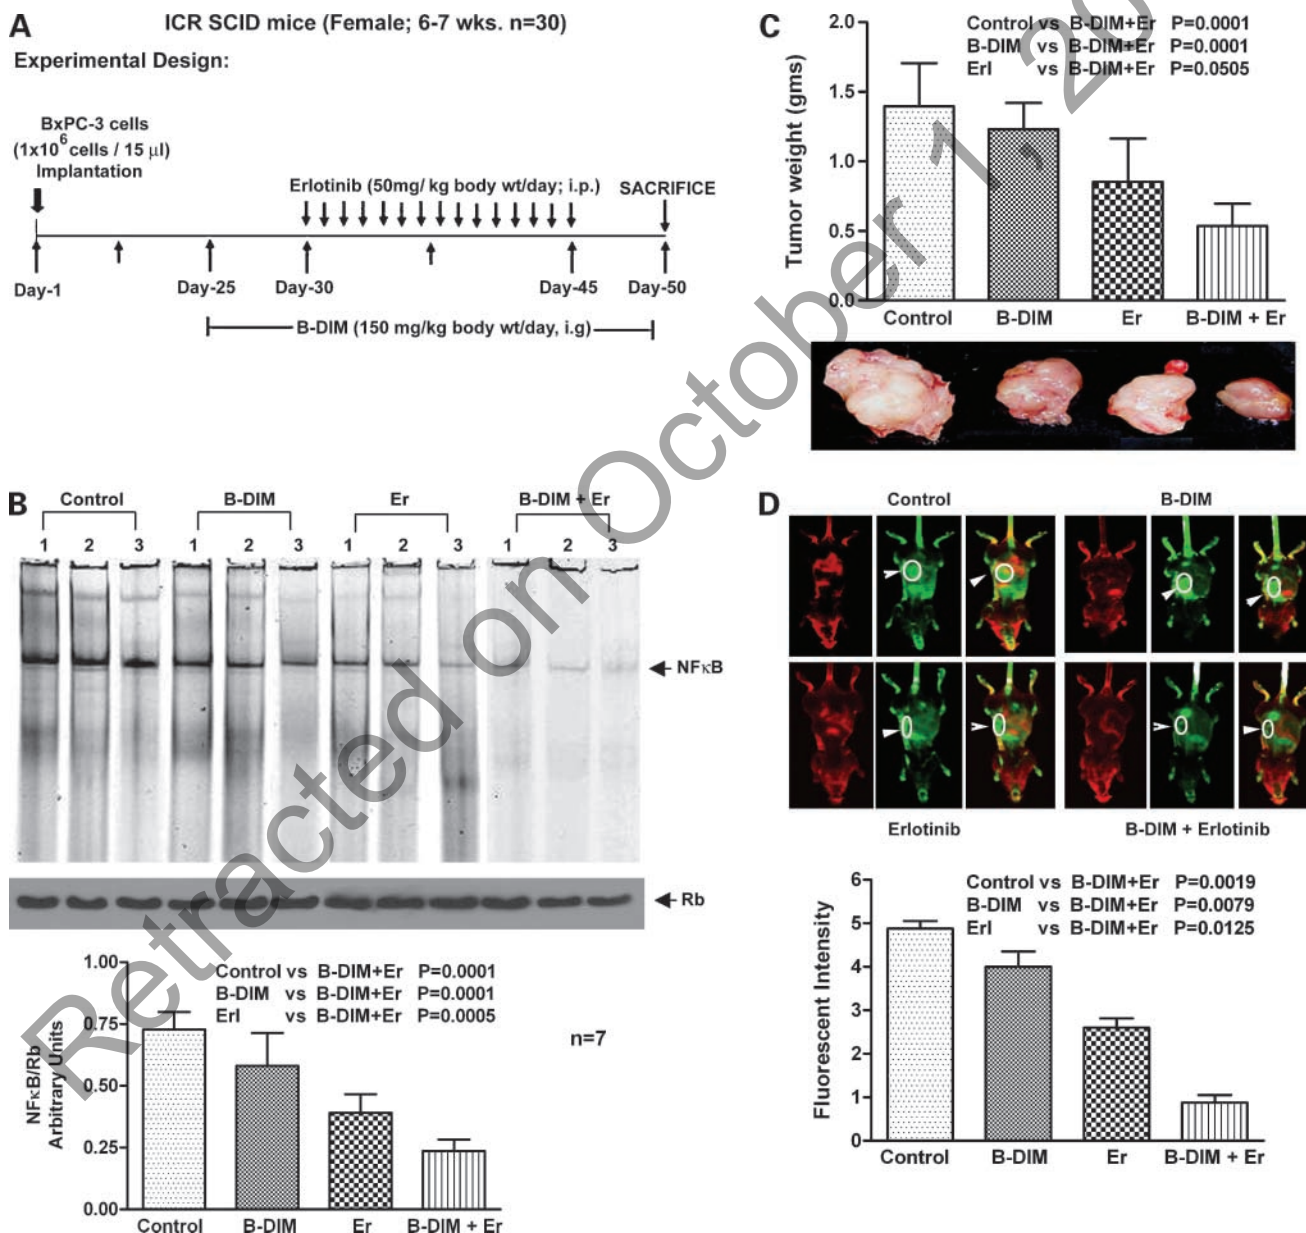 A
ICR SCID mice (Female; 6-7 wks. n=30)
Experimental Design:
BxPC-3 cells
(1x10^6 cells / 15 µl)
Implantation
Erlotinib (50mg/ kg body wt/day; i.p.)
SACRIFICE
Day-1
Day-25
Day-30
Day-45
Day-50
B-DIM (150 mg/kg body wt/day, i.g)
B
Control
B-DIM
Er
B-DIM + Er
1 2 3 1 2 3 1 2 3 1 2 3
NFκB
Rb
1.00
0.75
0.50
0.25
0.00
NFκB/Rb
Arbitrary Units
Control vs B-DIM+Er P=0.0001
B-DIM vs B-DIM+Er P=0.0001
Erl vs B-DIM+Er P=0.0005
n=7
Control
B-DIM
Er
B-DIM + Er
C
2.0
1.5
1.0
0.5
0.0
Tumor weight (gms)
Control vs B-DIM+Er P=0.0001
B-DIM vs B-DIM+Er P=0.0001
Erl vs B-DIM+Er P=0.0505
Control
B-DIM
Er
B-DIM + Er
D
Control
B-DIM
Erlotinib
B-DIM + Erlotinib
6
5
4
3
2
1
0
Fluorescent Intensity
Control vs B-DIM+Er P=0.0019
B-DIM vs B-DIM+Er P=0.0079
Erl vs B-DIM+Er P=0.0125
Control
B-DIM
Er
B-DIM + Er
Retracted on October 1, 20